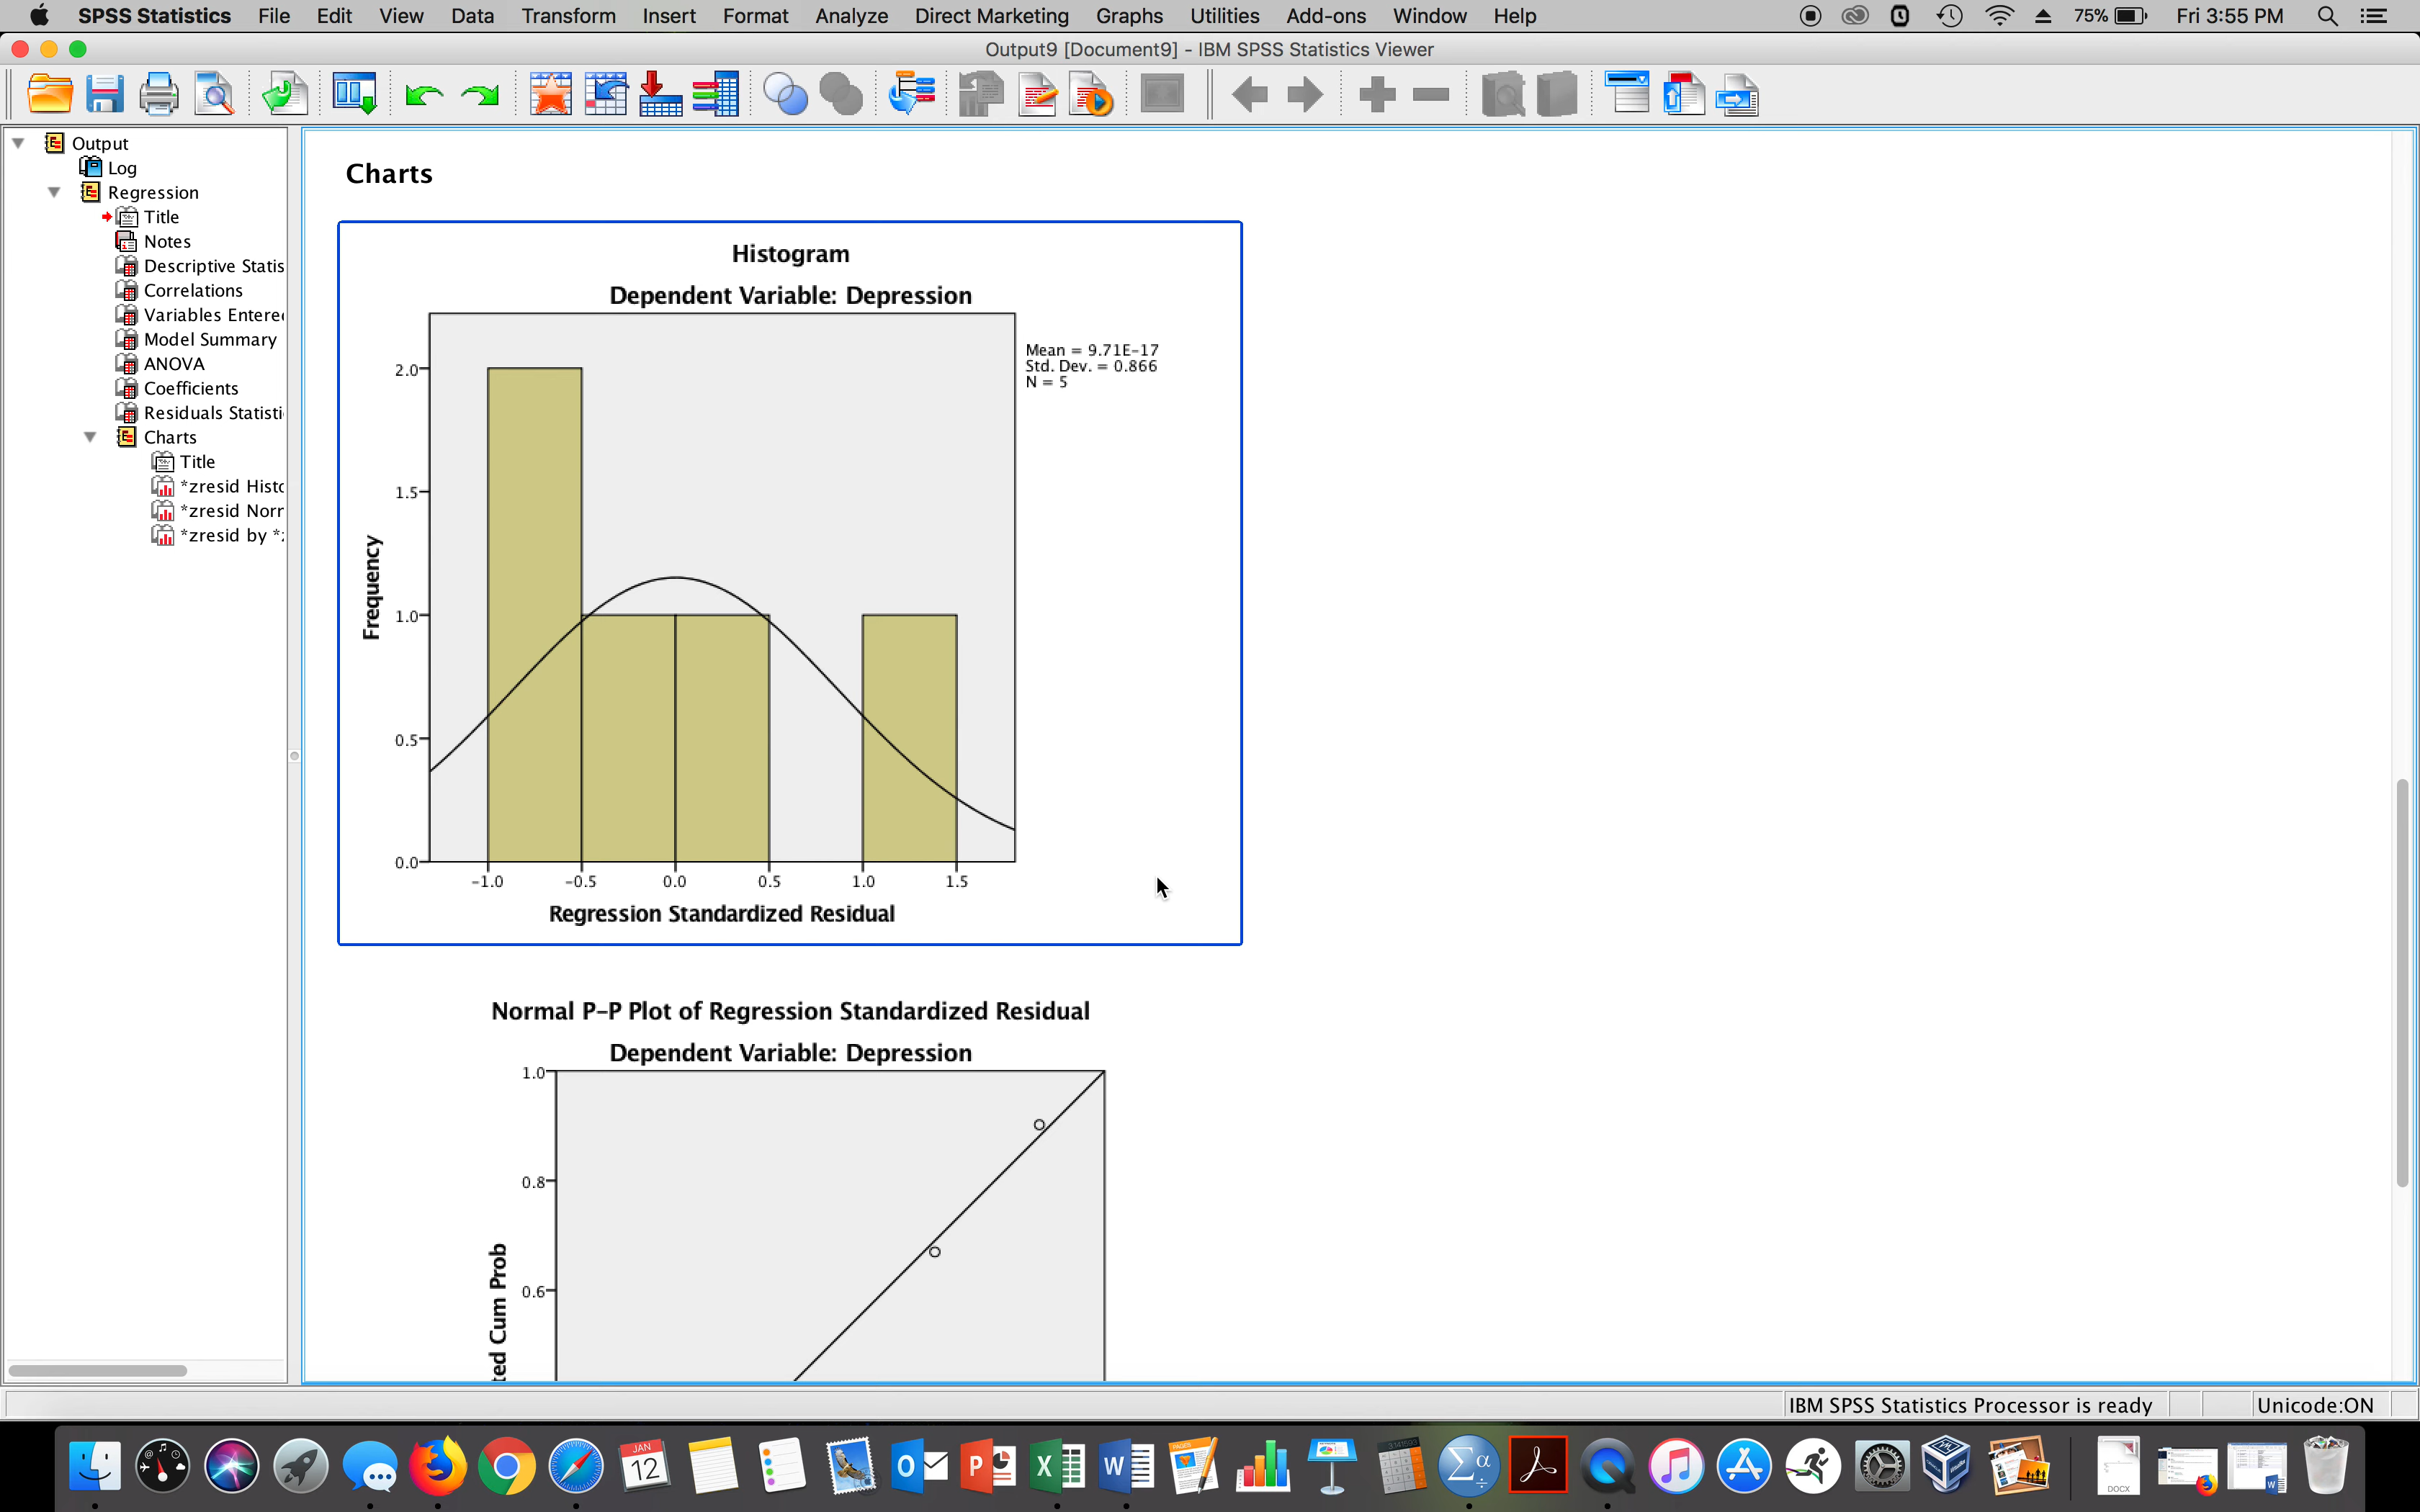 SPSS Statistics File Edit View Data Transform Insert Format Analyze Direct Marketing Graphs Utilities Add-ons Window Help 75% Fri 3:55 PM
Output9 [Document9] - IBM SPSS Statistics Viewer
Output
Log
Regression
Title
Notes
Descriptive Statis
Correlations
Variables Entere
Model Summary
ANOVA
Coefficients
Residuals Statisti
Charts
Title
*zresid Histo
*zresid Norr
*zresid by *
Charts
Histogram
Dependent Variable: Depression
Mean = 9.71E-17
Std. Dev. = 0.866
N = 5
2.0
1.5
1.0
0.5
0.0
Frequency
-1.0 -0.5 0.0 0.5 1.0 1.5
Regression Standardized Residual
Normal P-P Plot of Regression Standardized Residual
Dependent Variable: Depression
1.0
0.8
0.6
ted Cum Prob
IBM SPSS Statistics Processor is ready
Unicode:ON
JAN
12
PAGES
DOCX